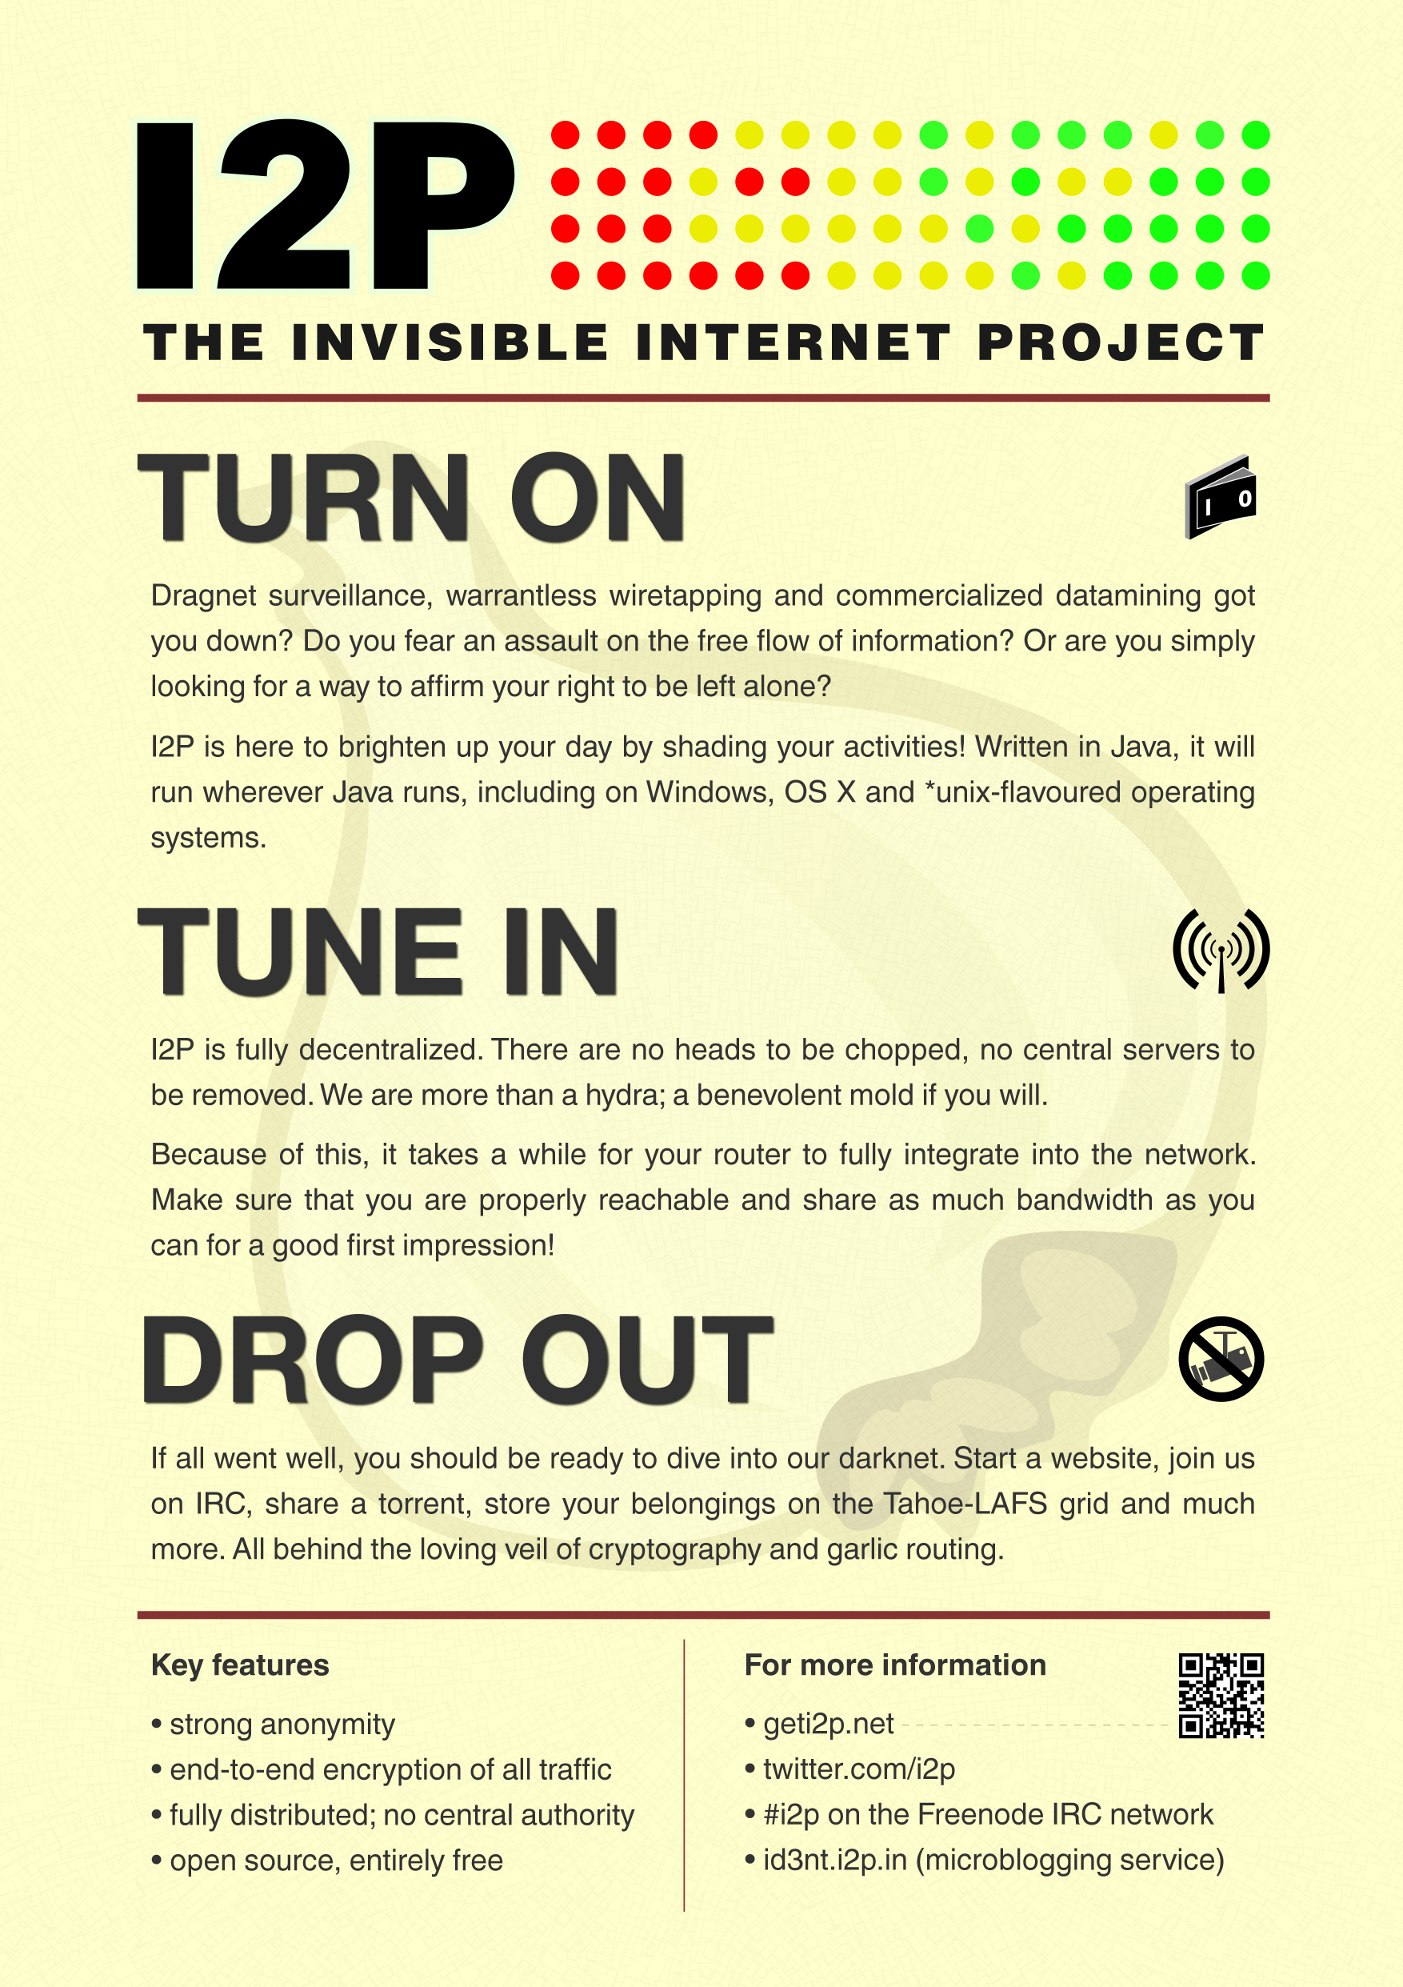 I2P
THE INVISIBLE INTERNET PROJECT
TURN ON
I O
Dragnet surveillance, warrantless wiretapping and commercialized datamining got
you down? Do you fear an assault on the free flow of information? Or are you simply
looking for a way to affirm your right to be left alone?
I2P is here to brighten up your day by shading your activities! Written in Java, it will
run wherever Java runs, including on Windows, OS X and *unix-flavoured operating
systems.
TUNE IN
I2P is fully decentralized. There are no heads to be chopped, no central servers to
be removed. We are more than a hydra; a benevolent mold if you will.
Because of this, it takes a while for your router to fully integrate into the network.
Make sure that you are properly reachable and share as much bandwidth as you
can for a good first impression!
DROP OUT
If all went well, you should be ready to dive into our darknet. Start a website, join us
on IRC, share a torrent, store your belongings on the Tahoe-LAFS grid and much
more. All behind the loving veil of cryptography and garlic routing.
Key features
• strong anonymity
• end-to-end encryption of all traffic
• fully distributed; no central authority
• open source, entirely free
For more information
• geti2p.net
• twitter.com/i2p
• #i2p on the Freenode IRC network
• id3nt.i2p.in (microblogging service)